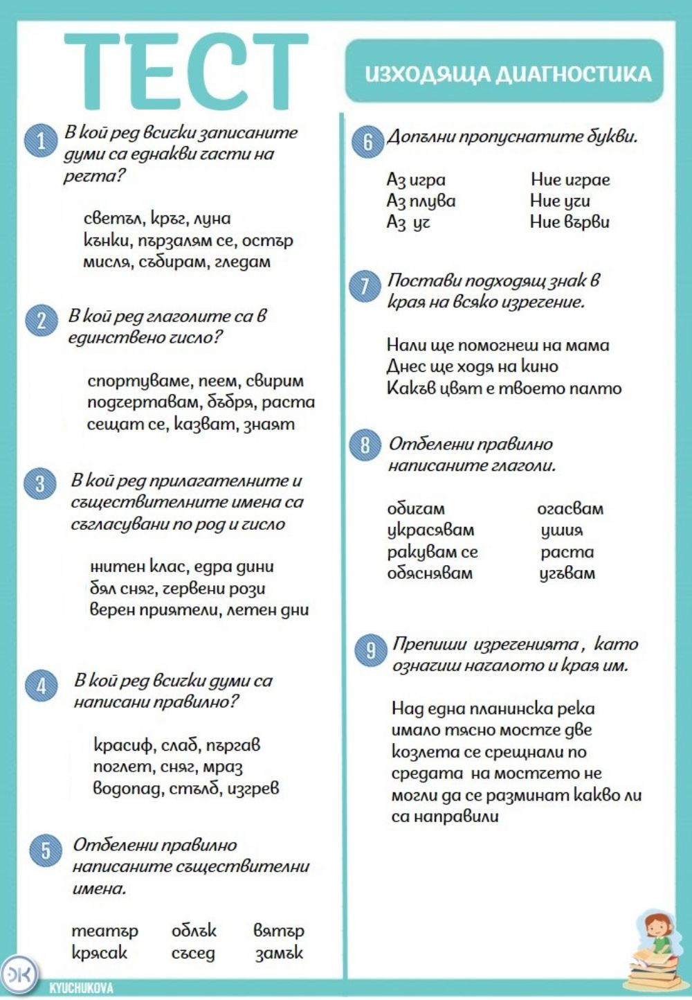 ТЕСТ
ИЗХОДЯЩА ДИАГНОСТИКА
1
В кой ред всички записаните
думи са еднакви части на
речта?
светъл, кръг, луна
кънки, пързалям се, остър
мисля, събирам, гледам
2
В кой ред глаголите са в
единствено число?
спортуваме, пеем, свирим
подчертавам, бъбря, раста
сещат се, казват, знаят
3
В кой ред прилагателните и
съществителните имена са
съгласувани по род и число
житен клас, едра дини
бял сняг, червени рози
верен приятели, летен дни
4
В кой ред всички думи са
написани правилно?
красиф, слаб, пъргав
поглет, сняг, мраз
водопад, стълб, изгрев
5
Отбелени правилно
написаните съществителни
имена.
театър облък вятър
крясак съсед замък
6
Допълни пропуснатите букви.
Аз игра Ние играе
Аз плува Ние учи
Аз уч Ние върви
7
Постави подходящ знак в
края на всяко изречение.
Нали ще помогнеш на мама
Днес ще ходя на кино
Какъв цвят е твоето палто
8
Отбелени правилно
написаните глаголи.
обичам огасвам
украсявам ушия
ракувам се раста
обяснявам угъвам
9
Препиши изреченията , като
означиш началото и края им.
Над една планинска река
имало тясно мостче две
козлета се срещнали по
средата на мостчето не
могли да се разминат какво ли
са направили
ЭК
KYUCHUKOVA